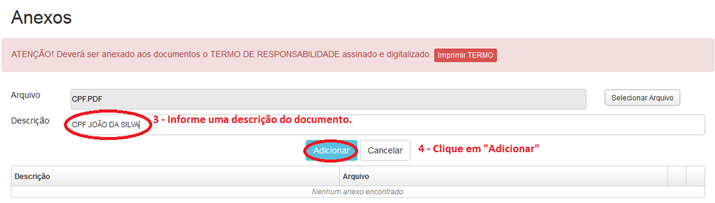 Anexos
ATENÇÃO! Deverá ser anexado aos documentos o TERMO DE RESPONSABILIDADE assinado e digitalizado. Imprimir TERMO
Arquivo CPF.PDF Selecionar Arquivo
Descrição CPF JOÃO DA SILVA 3 - Informe uma descrição do documento.
Adicionar Cancelar 4 - Clique em "Adicionar"
Descrição Arquivo
Nenhum anexo encontrado.